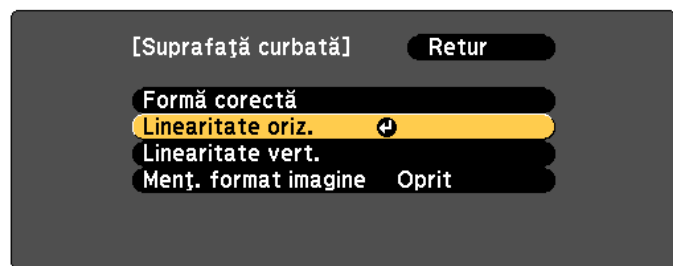 [Suprafaţă curbată] Retur
Formă corectă
Linearitate oriz.
Linearitate vert.
Menţ. format imagine Oprit